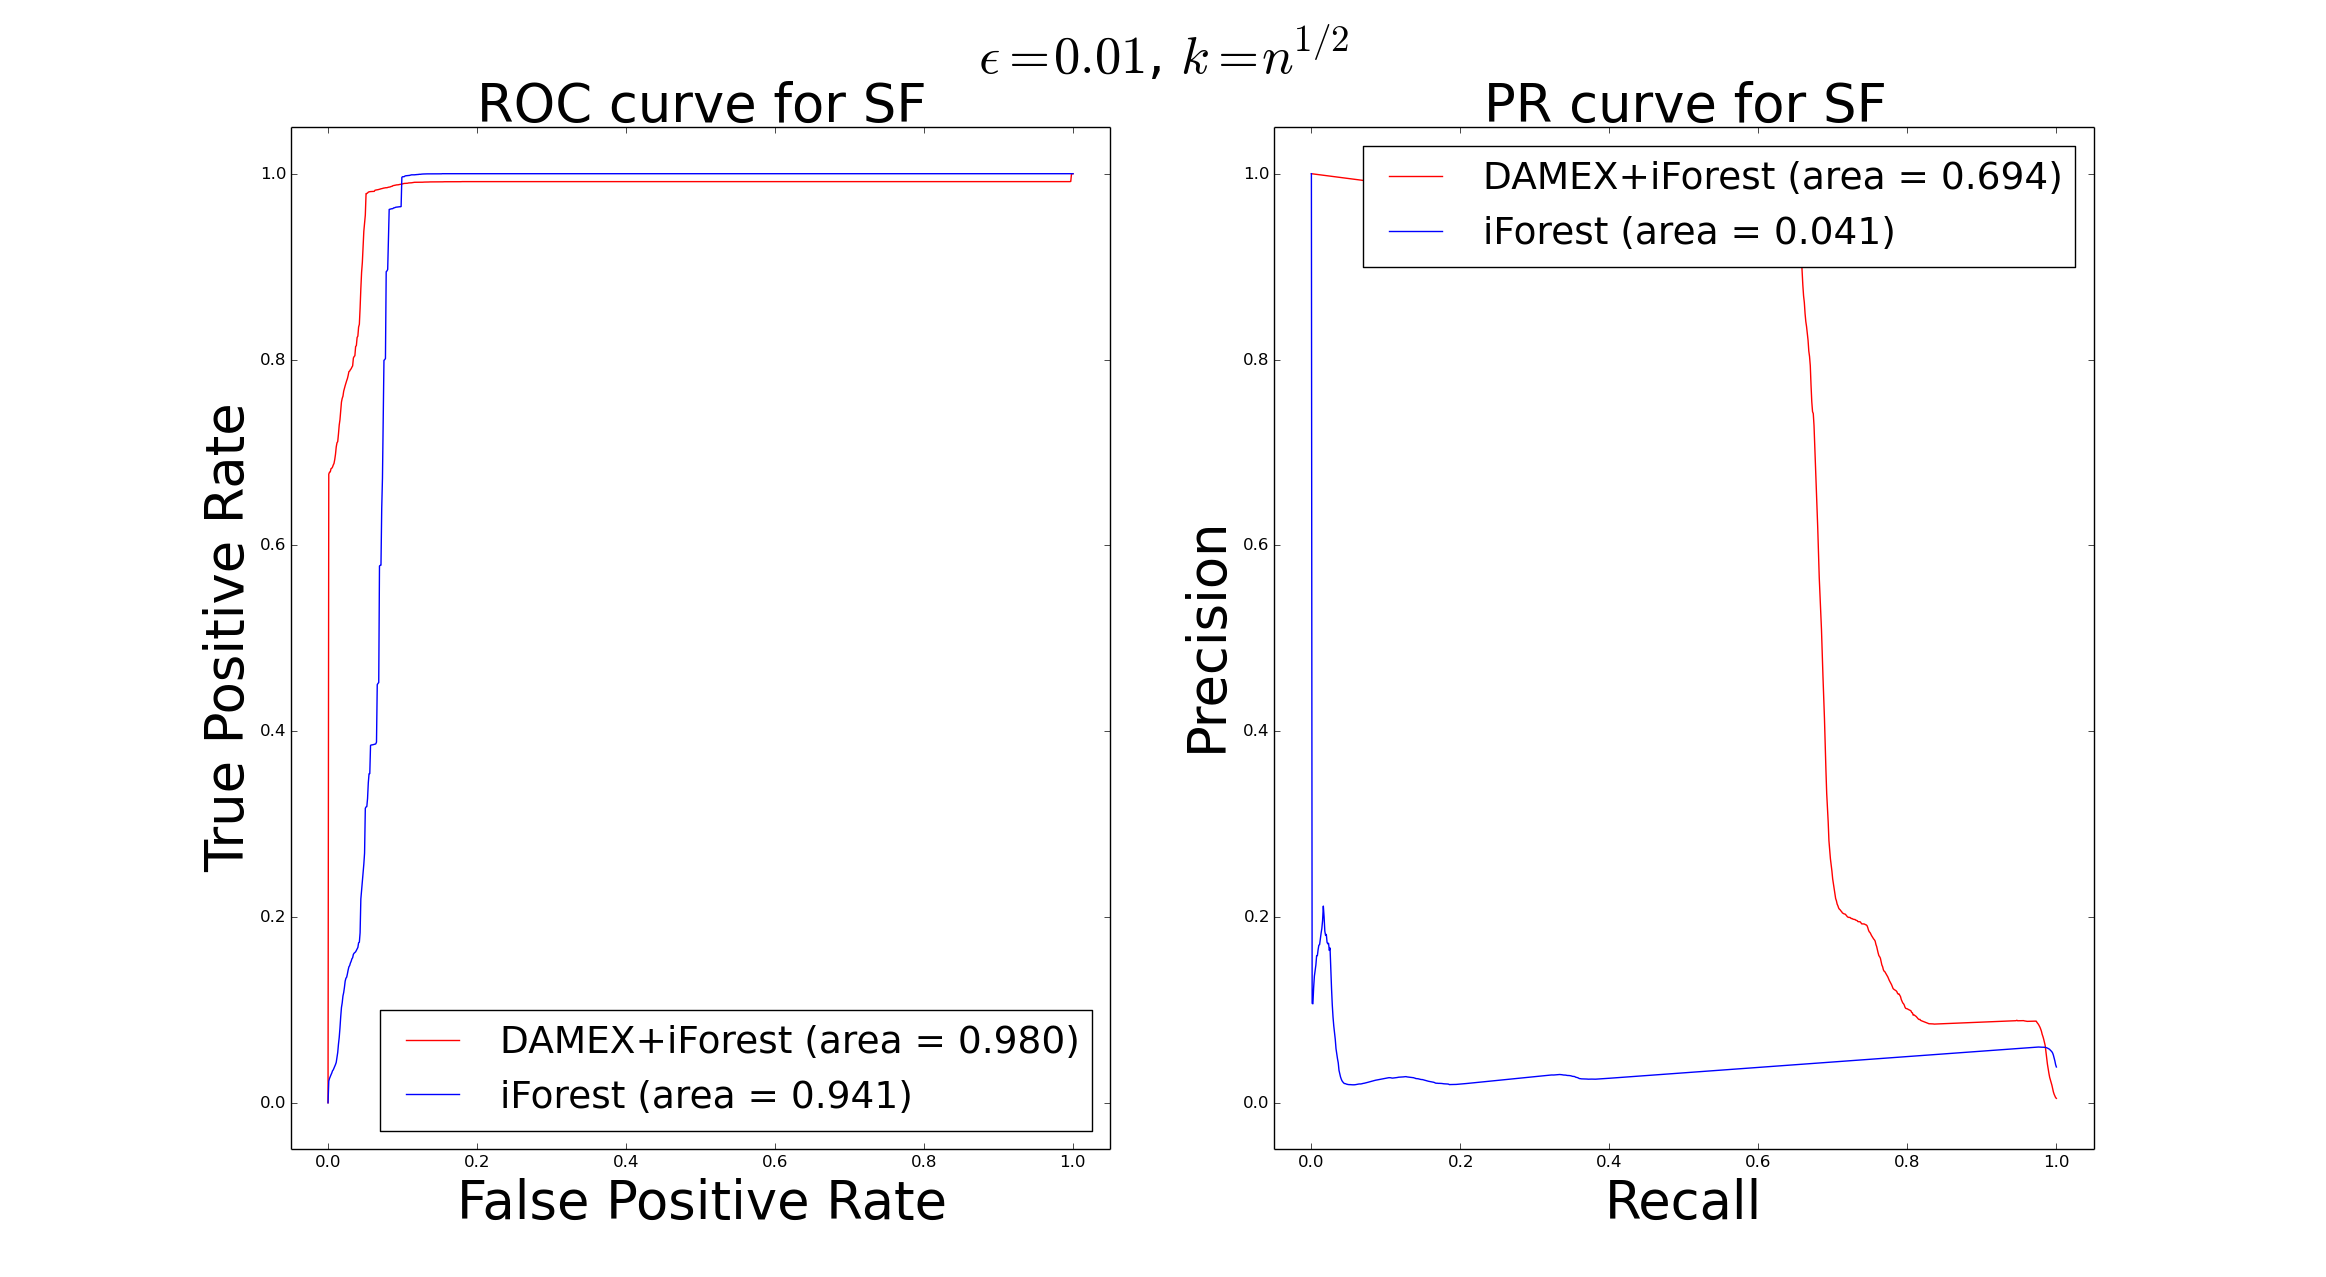 ϵ=0.01, k=n^{1/2}
ROC curve for SF
1.0
0.8
0.6
0.4
0.2
0.0
True Positive Rate
DAMEX+iForest (area = 0.980)
iForest (area = 0.941)
0.0 0.2 0.4 0.6 0.8 1.0
False Positive Rate
PR curve for SF
DAMEX+iForest (area = 0.694)
iForest (area = 0.041)
1.0
0.8
0.6
0.4
0.2
0.0
Precision
0.0 0.2 0.4 0.6 0.8 1.0
Recall